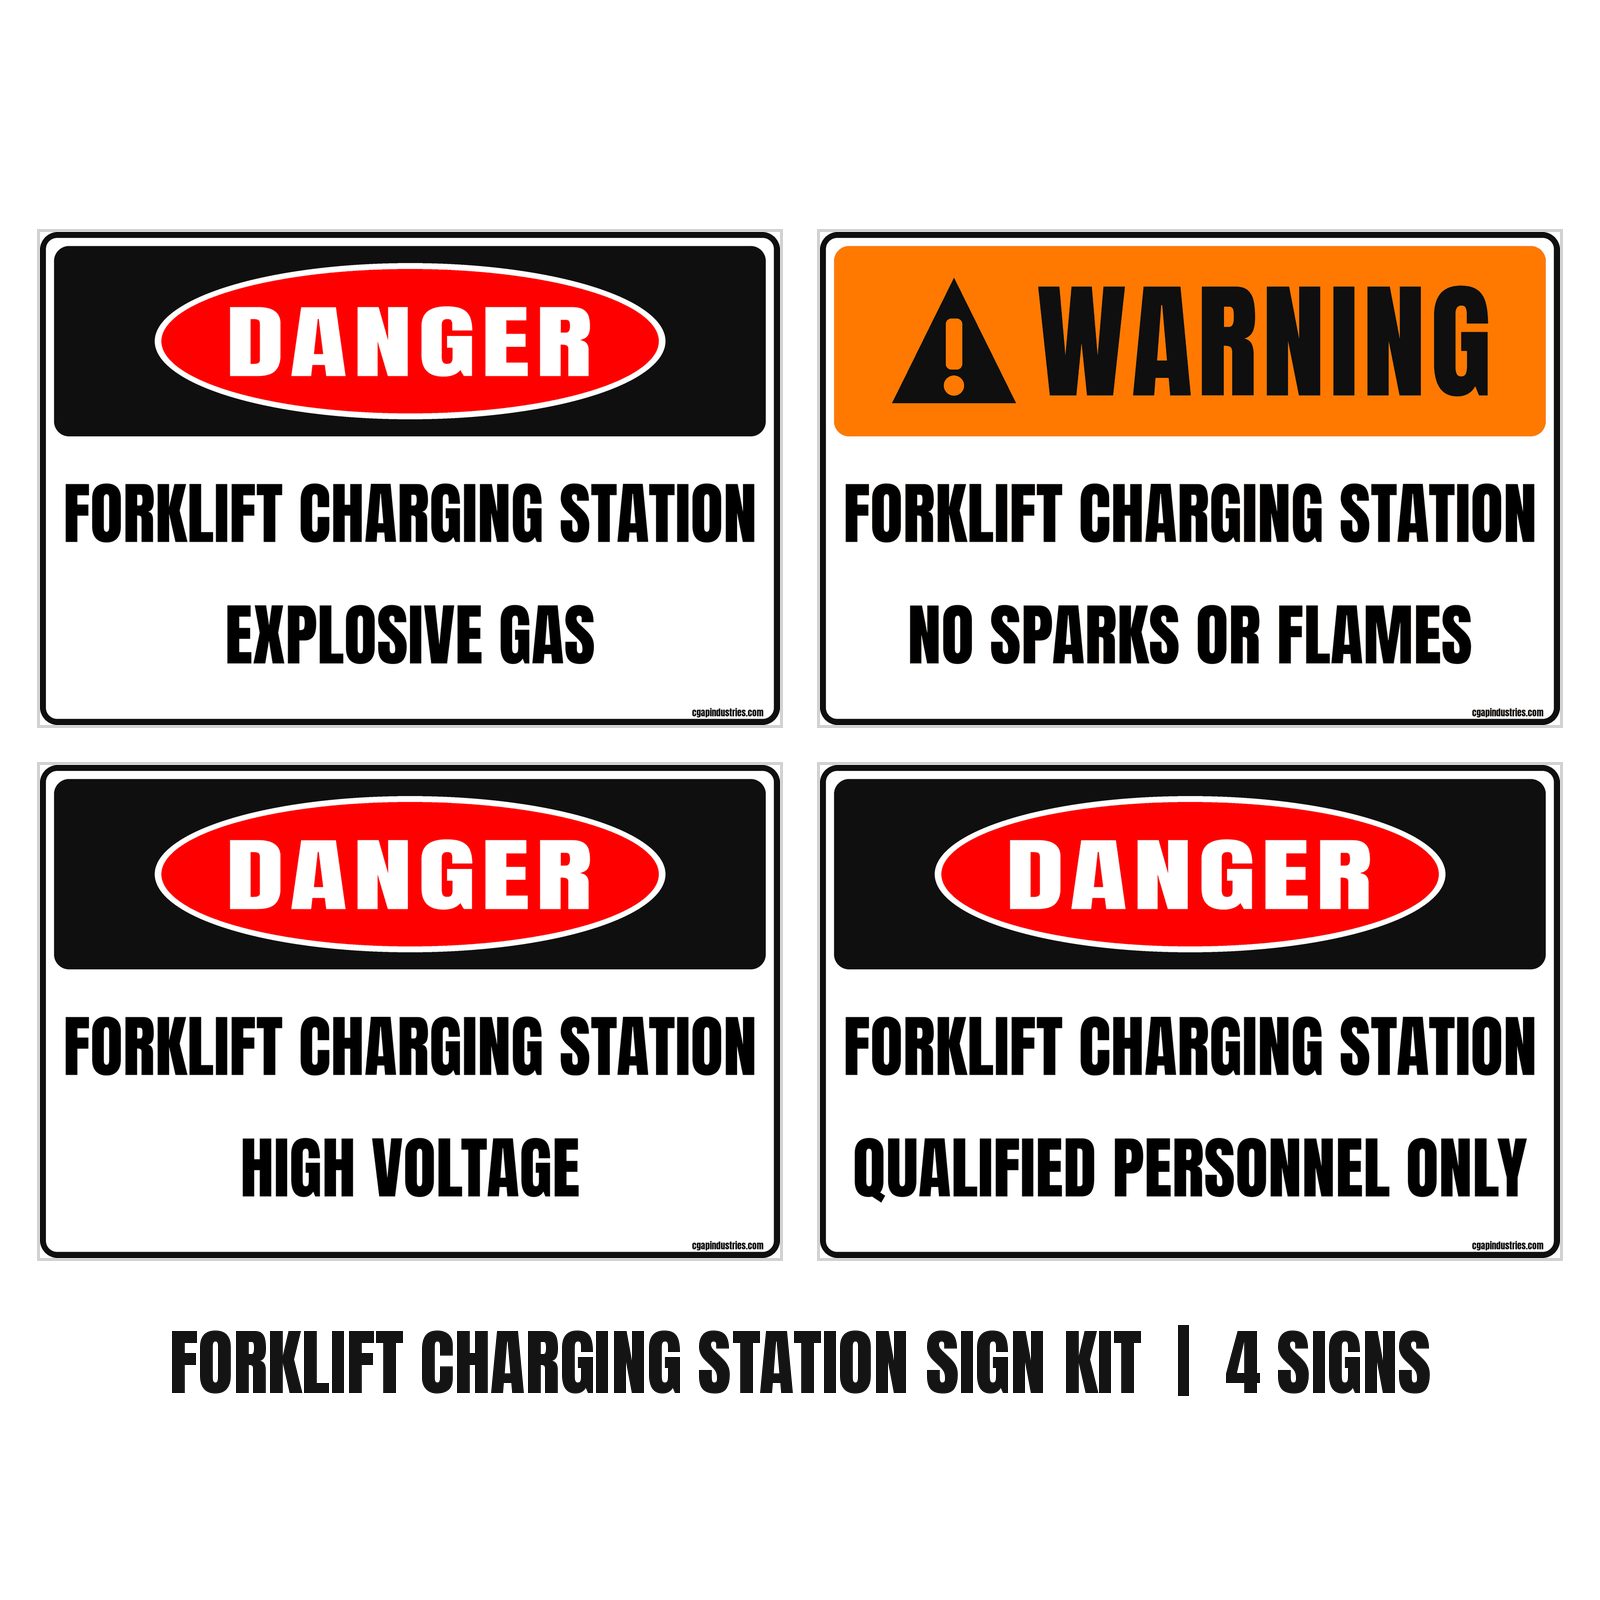 DANGER
FORKLIFT CHARGING STATION
EXPLOSIVE GAS
cgapindustries.com
WARNING
FORKLIFT CHARGING STATION
NO SPARKS OR FLAMES
cgapindustries.com
DANGER
FORKLIFT CHARGING STATION
HIGH VOLTAGE
cgapindustries.com
DANGER
FORKLIFT CHARGING STATION
QUALIFIED PERSONNEL ONLY
cgapindustries.com
FORKLIFT CHARGING STATION SIGN KIT | 4 SIGNS